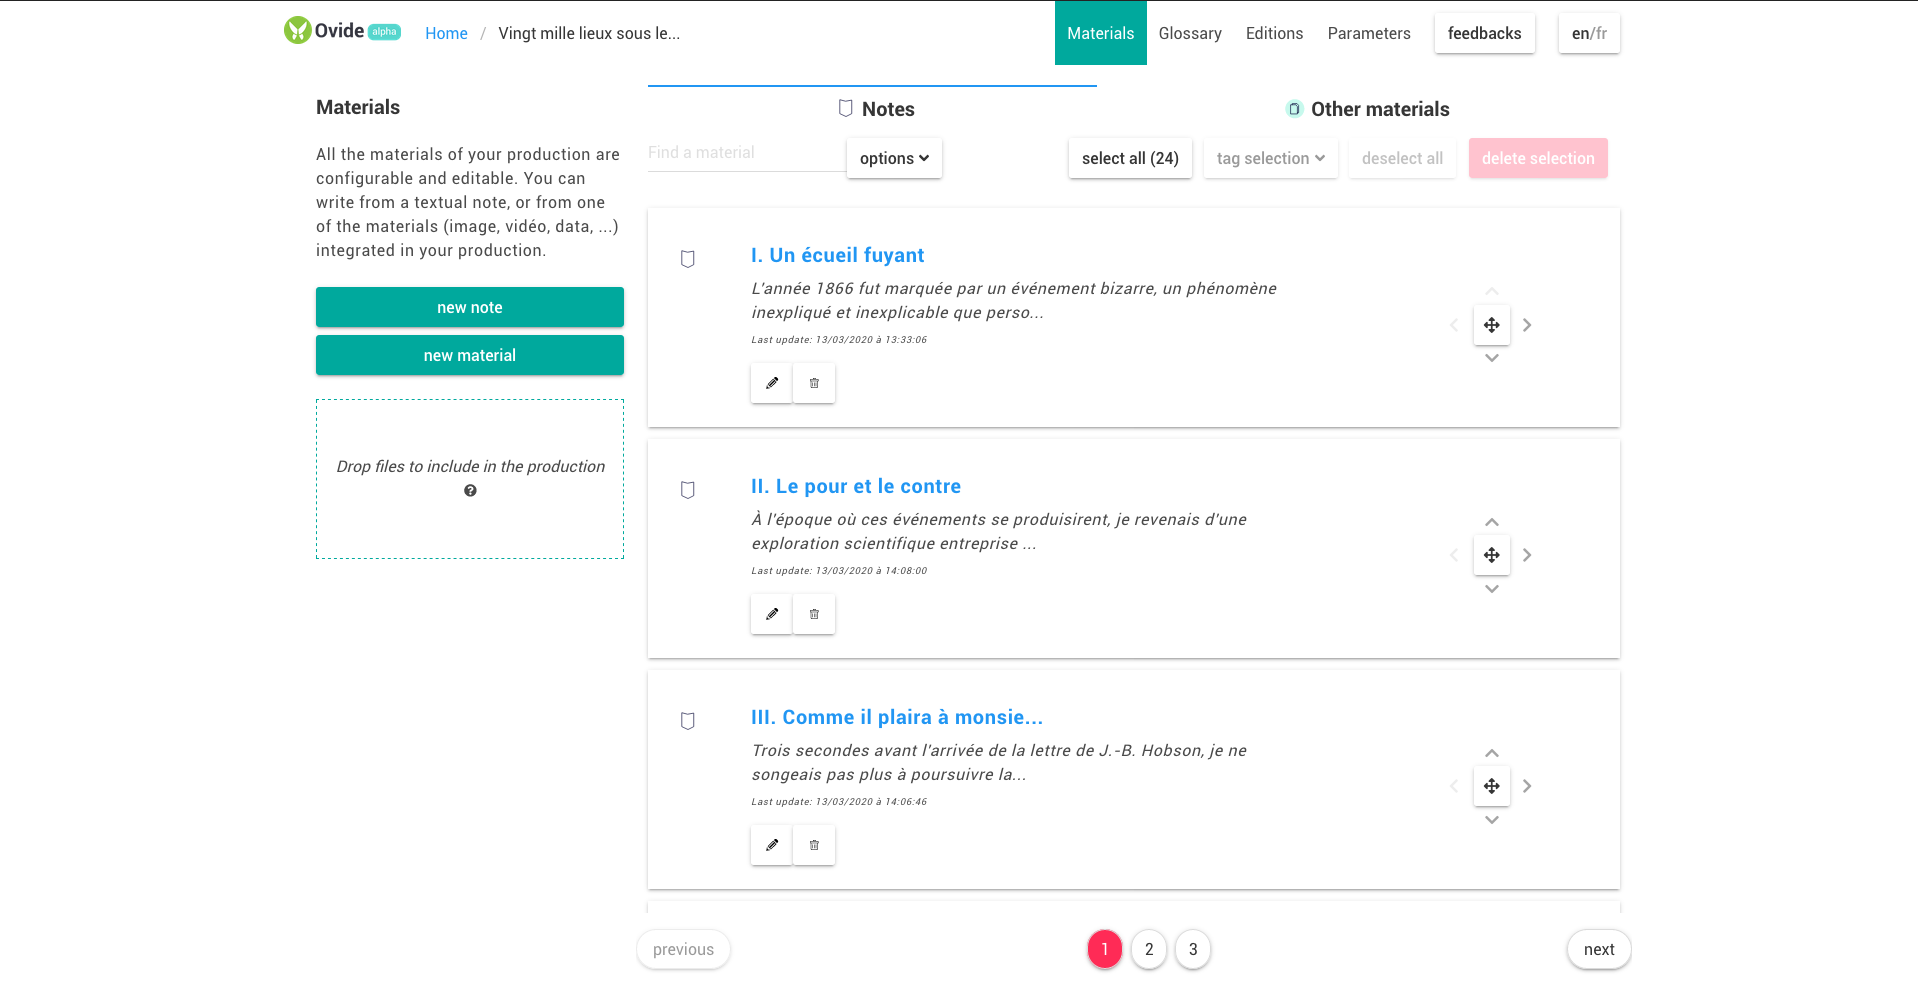 Ovide alpha Home / Vingt mille lieux sous le... Materials Glossary Editions Parameters feedbacks en/fr
Materials
All the materials of your production are
configurable and editable. You can
write from a textual note, or from one
of the materials (image, vidéo, data, ...)
integrated in your production.
new note
new material
Drop files to include in the production
Notes
Other materials
Find a material
options
select all (24)
tag selection
deselect all
delete selection
I. Un écueil fuyant
L'année 1866 fut marquée par un événement bizarre, un phénomène
inexpliqué et inexplicable que perso...
Last update: 13/03/2020 à 13:33:06
II. Le pour et le contre
À l'époque où ces événements se produisirent, je revenais d'une
exploration scientifique entreprise ...
Last update: 13/03/2020 à 14:08:00
III. Comme il plaira à monsie...
Trois secondes avant l'arrivée de la lettre de J.-B. Hobson, je ne
songeais pas plus à poursuivre la...
Last update: 13/03/2020 à 14:06:46
previous
1
2
3
next